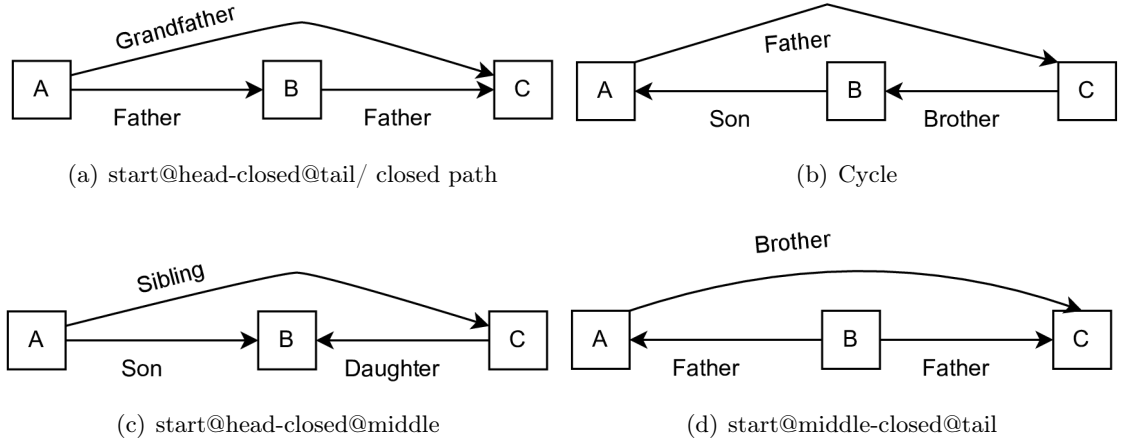 Grandfather
A
B
C
Father
Father
(a) start@head-closed@tail/ closed path
Father
A
B
C
Son
Brother
(b) Cycle
Sibling
A
B
C
Son
Daughter
(c) start@head-closed@middle
Brother
A
B
C
Father
Father
(d) start@middle-closed@tail